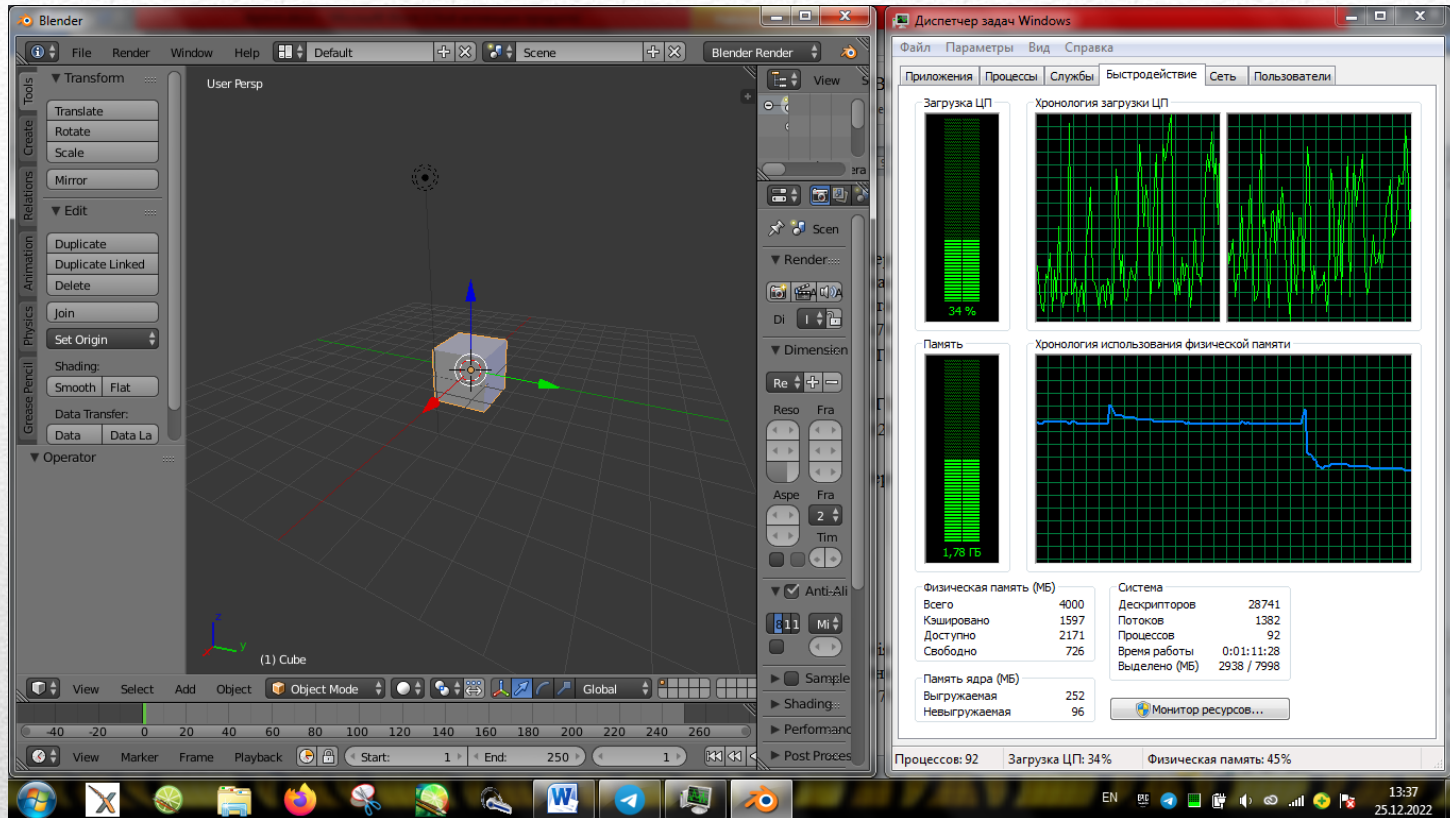 Blender
File Render Window Help Default Scene Blender Render
Tools
Create
Relations
Animation
Physics
Grease Pencil
Transform
Translate
Rotate
Scale
Mirror
Edit
Duplicate
Duplicate Linked
Delete
Join
Set Origin
Shading:
Smooth Flat
Data Transfer:
Data Data La
Operator
User Persp
z
y
(1) Cube
View Select Add Object Object Mode Global
-40 -20 0 20 40 60 80 100 120 140 160 180 200 220 240 260
View Marker Frame Playback Start: 1 End: 250 1
View S
era
Scen
Render
Di I
Dimension
Re
Reso Fra
Aspe Fra
2
Tim
Anti-Ali
8 11 Mi
Sample
Shading
Performanc
Post Proces
Диспетчер задач Windows
Файл Параметры Вид Справка
Приложения Процессы Службы Быстродействие Сеть Пользователи
Загрузка ЦП Хронология загрузки ЦП
34 %
Память Хронология использования физической памяти
1,78 ГБ
Физическая память (МБ)
Всего 4000
Кэшировано 1597
Доступно 2171
Свободно 726
Система
Дескрипторов 28741
Потоков 1382
Процессов 92
Время работы 0:01:11:28
Выделено (МБ) 2938 / 7998
Память ядра (МБ)
Выгружаемая 252
Невыгружаемая 96
Монитор ресурсов...
Процессов: 92 Загрузка ЦП: 34% Физическая память: 45%
EN
13:37
25.12.2022